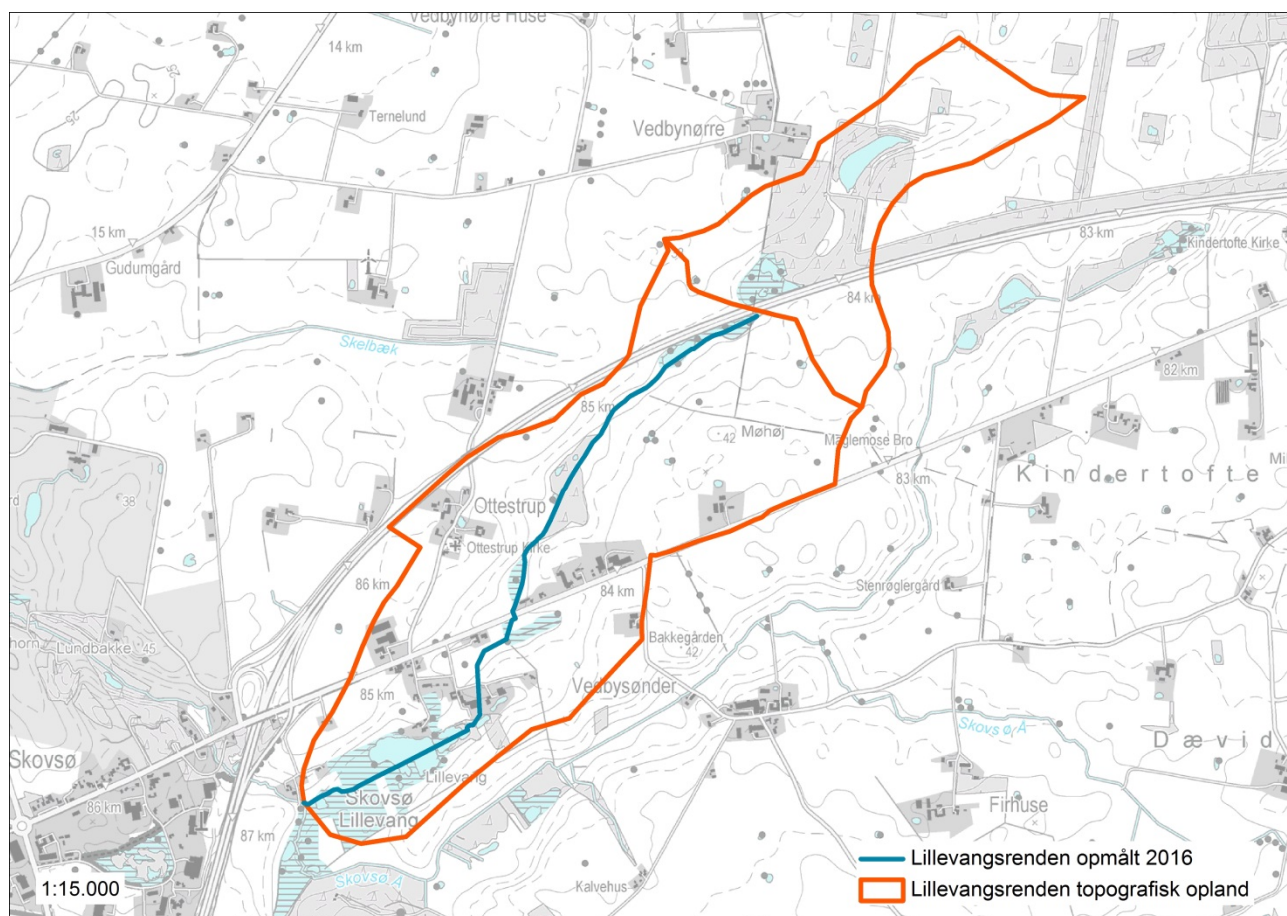 Vedbynørre Huse
14 km
Ternelund
Vedbynørre
15 km
Gudumgård
83 km
Kindertofte Kirke
84 km
Skelbæk
82 km
85 km
Møhøj
42
Maglemose Bro
83 km
Kindertofte
38
Ottestrup
Ottestrup Kirke
86 km
84 km
Stenrøglergård
Bakkegården
42
Lundbakke
45
85 km
Vedbysønder
Skovsø Å
Dævid
Skovsø
Lillevang
86 km
Skovsø
Lillevang
Firhuse
87 km
Skovsø Å
Kalvehus
1:15.000
Lillevangsrenden opmålt 2016
Lillevangsrenden topografisk opland